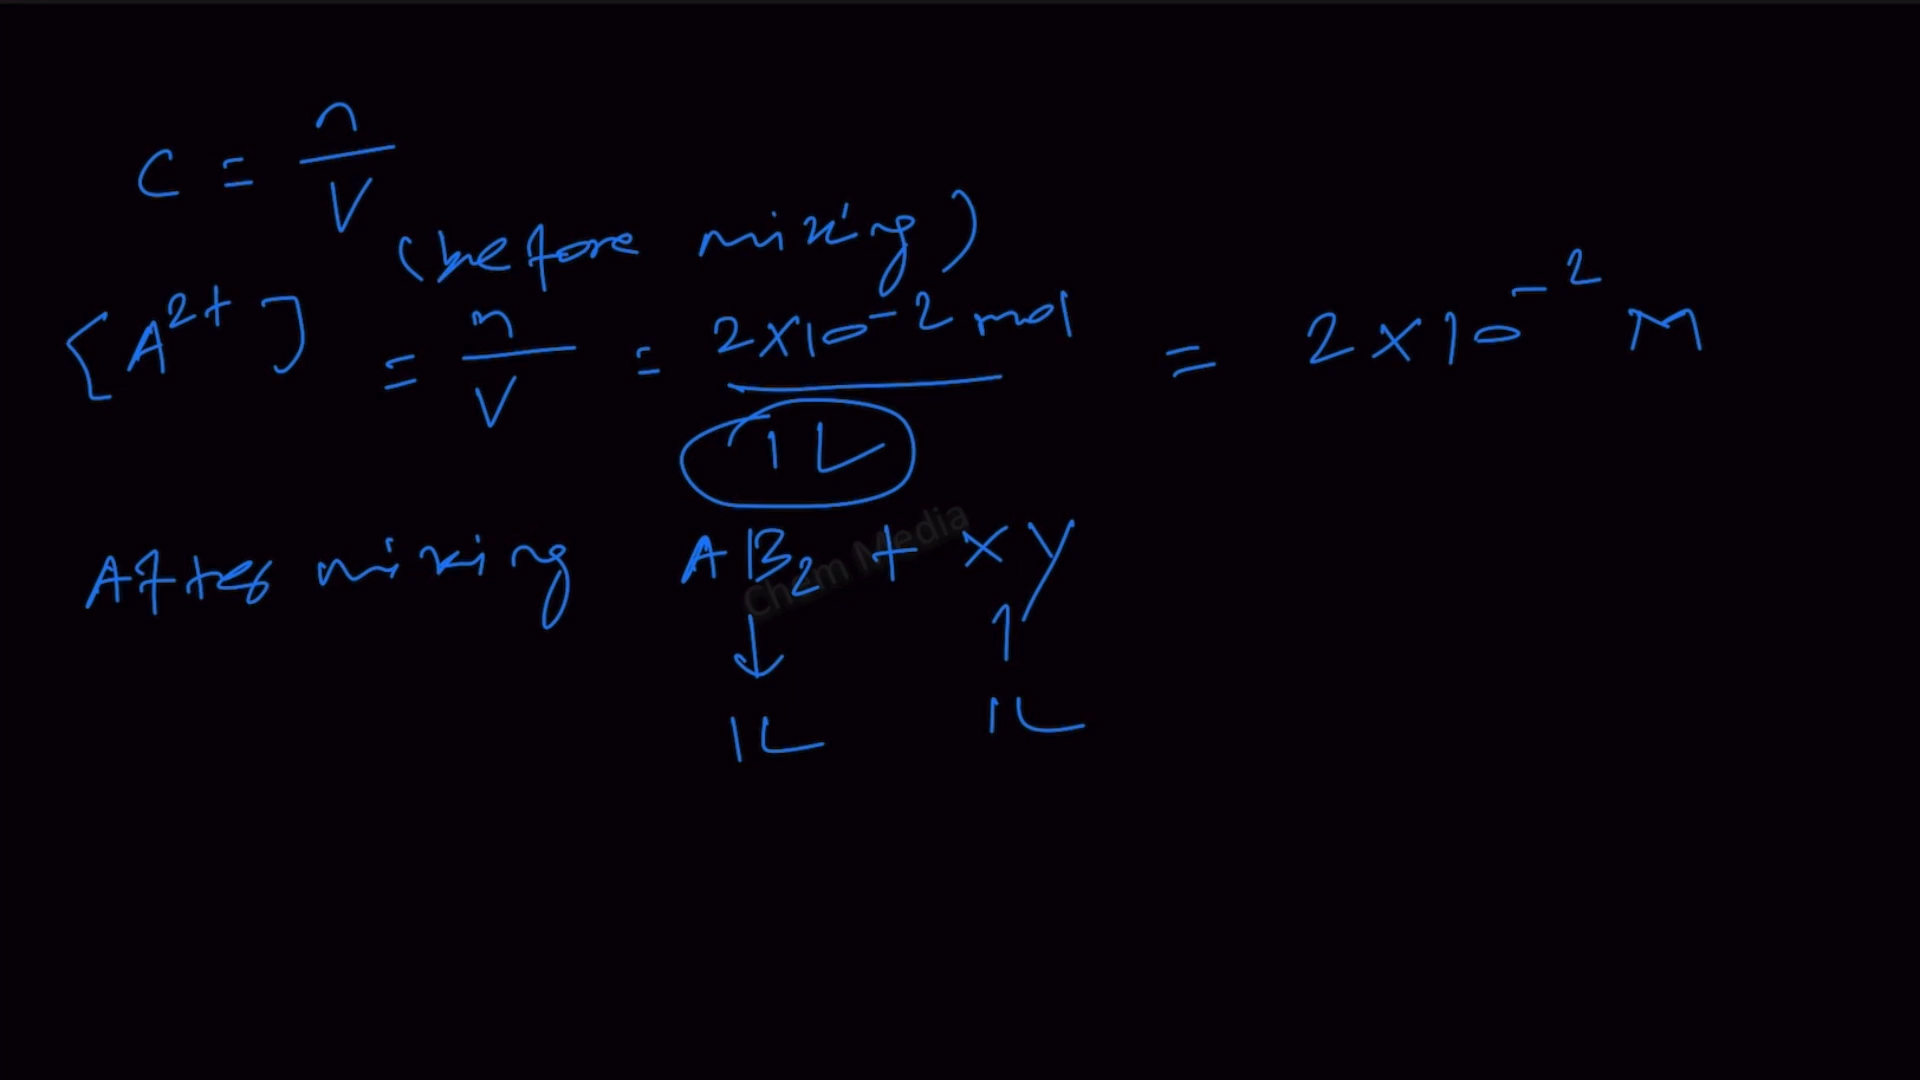 C = n/V
(before mixing)
[A²⁺] = n/V = 2×10⁻² mol / 1L = 2×10⁻² M
After mixing AB₂ + XY
↓ ↑
1L 1L
Chem Media